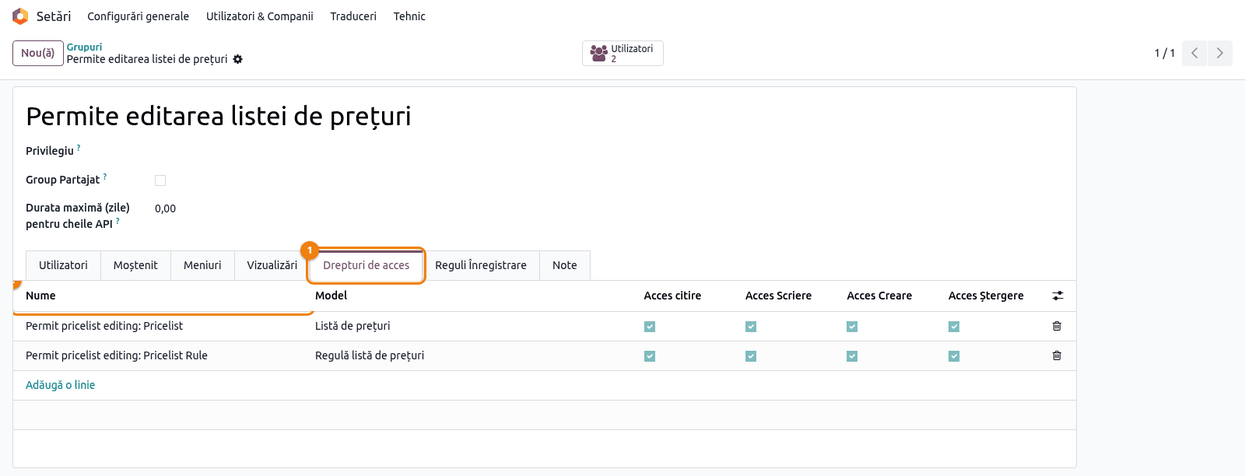 Setări Configurări generale Utilizatori & Companii Traduceri Tehnic
Nou(ă) Grupuri Utilizatori 1 / 1
Permite editarea listei de prețuri 2
Permite editarea listei de prețuri
Privilegiu ?
Group Partajat ?
Durata maximă (zile) 0,00
pentru cheile API ?
1
Utilizatori Moștenit Meniuri Vizualizări Drepturi de acces Reguli Înregistrare Note
Nume Model Acces citire Acces Scriere Acces Creare Acces Ștergere
Permit pricelist editing: Pricelist Listă de prețuri
Permit pricelist editing: Pricelist Rule Regulă listă de prețuri
Adăugă o linie